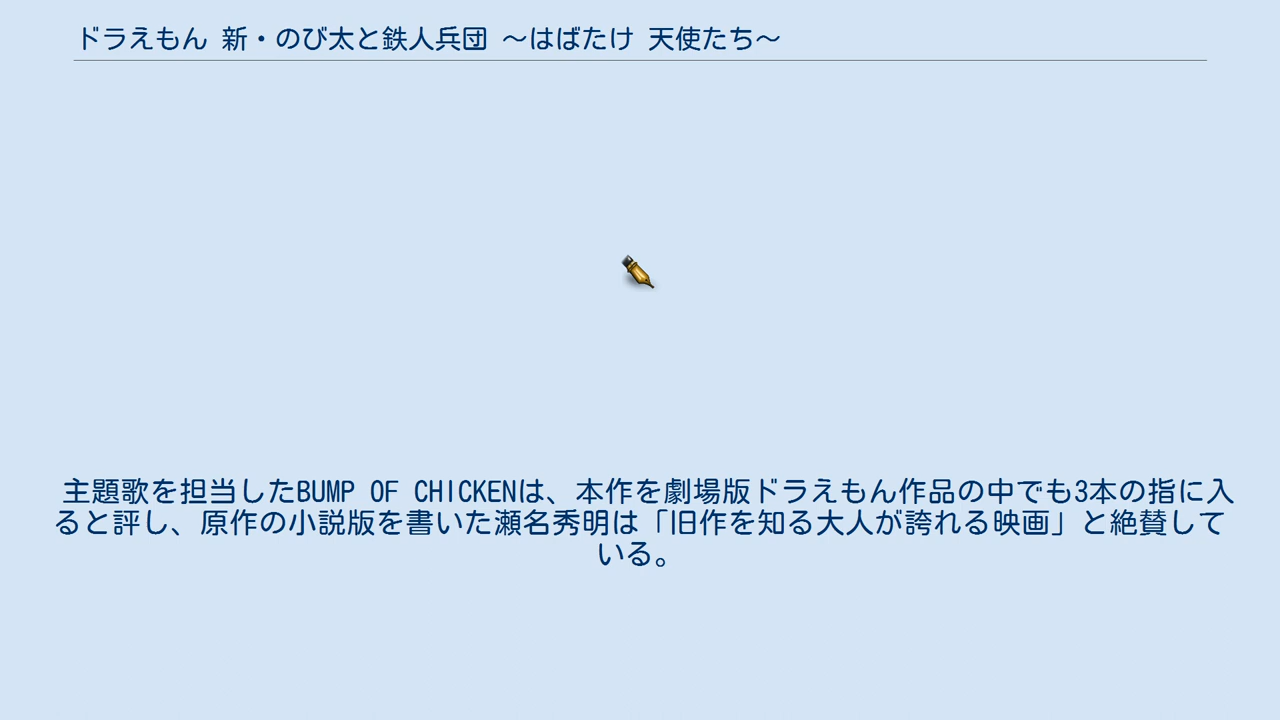 ドラえもん 新・のび太と鉄人兵団 〜はばたけ 天使たち〜
主題歌を担当したBUMP OF CHICKENは、本作を劇場版ドラえもん作品の中でも3本の指に入
ると評し、原作の小説版を書いた瀬名秀明は「旧作を知る大人が誇れる映画」と絶賛して
いる。